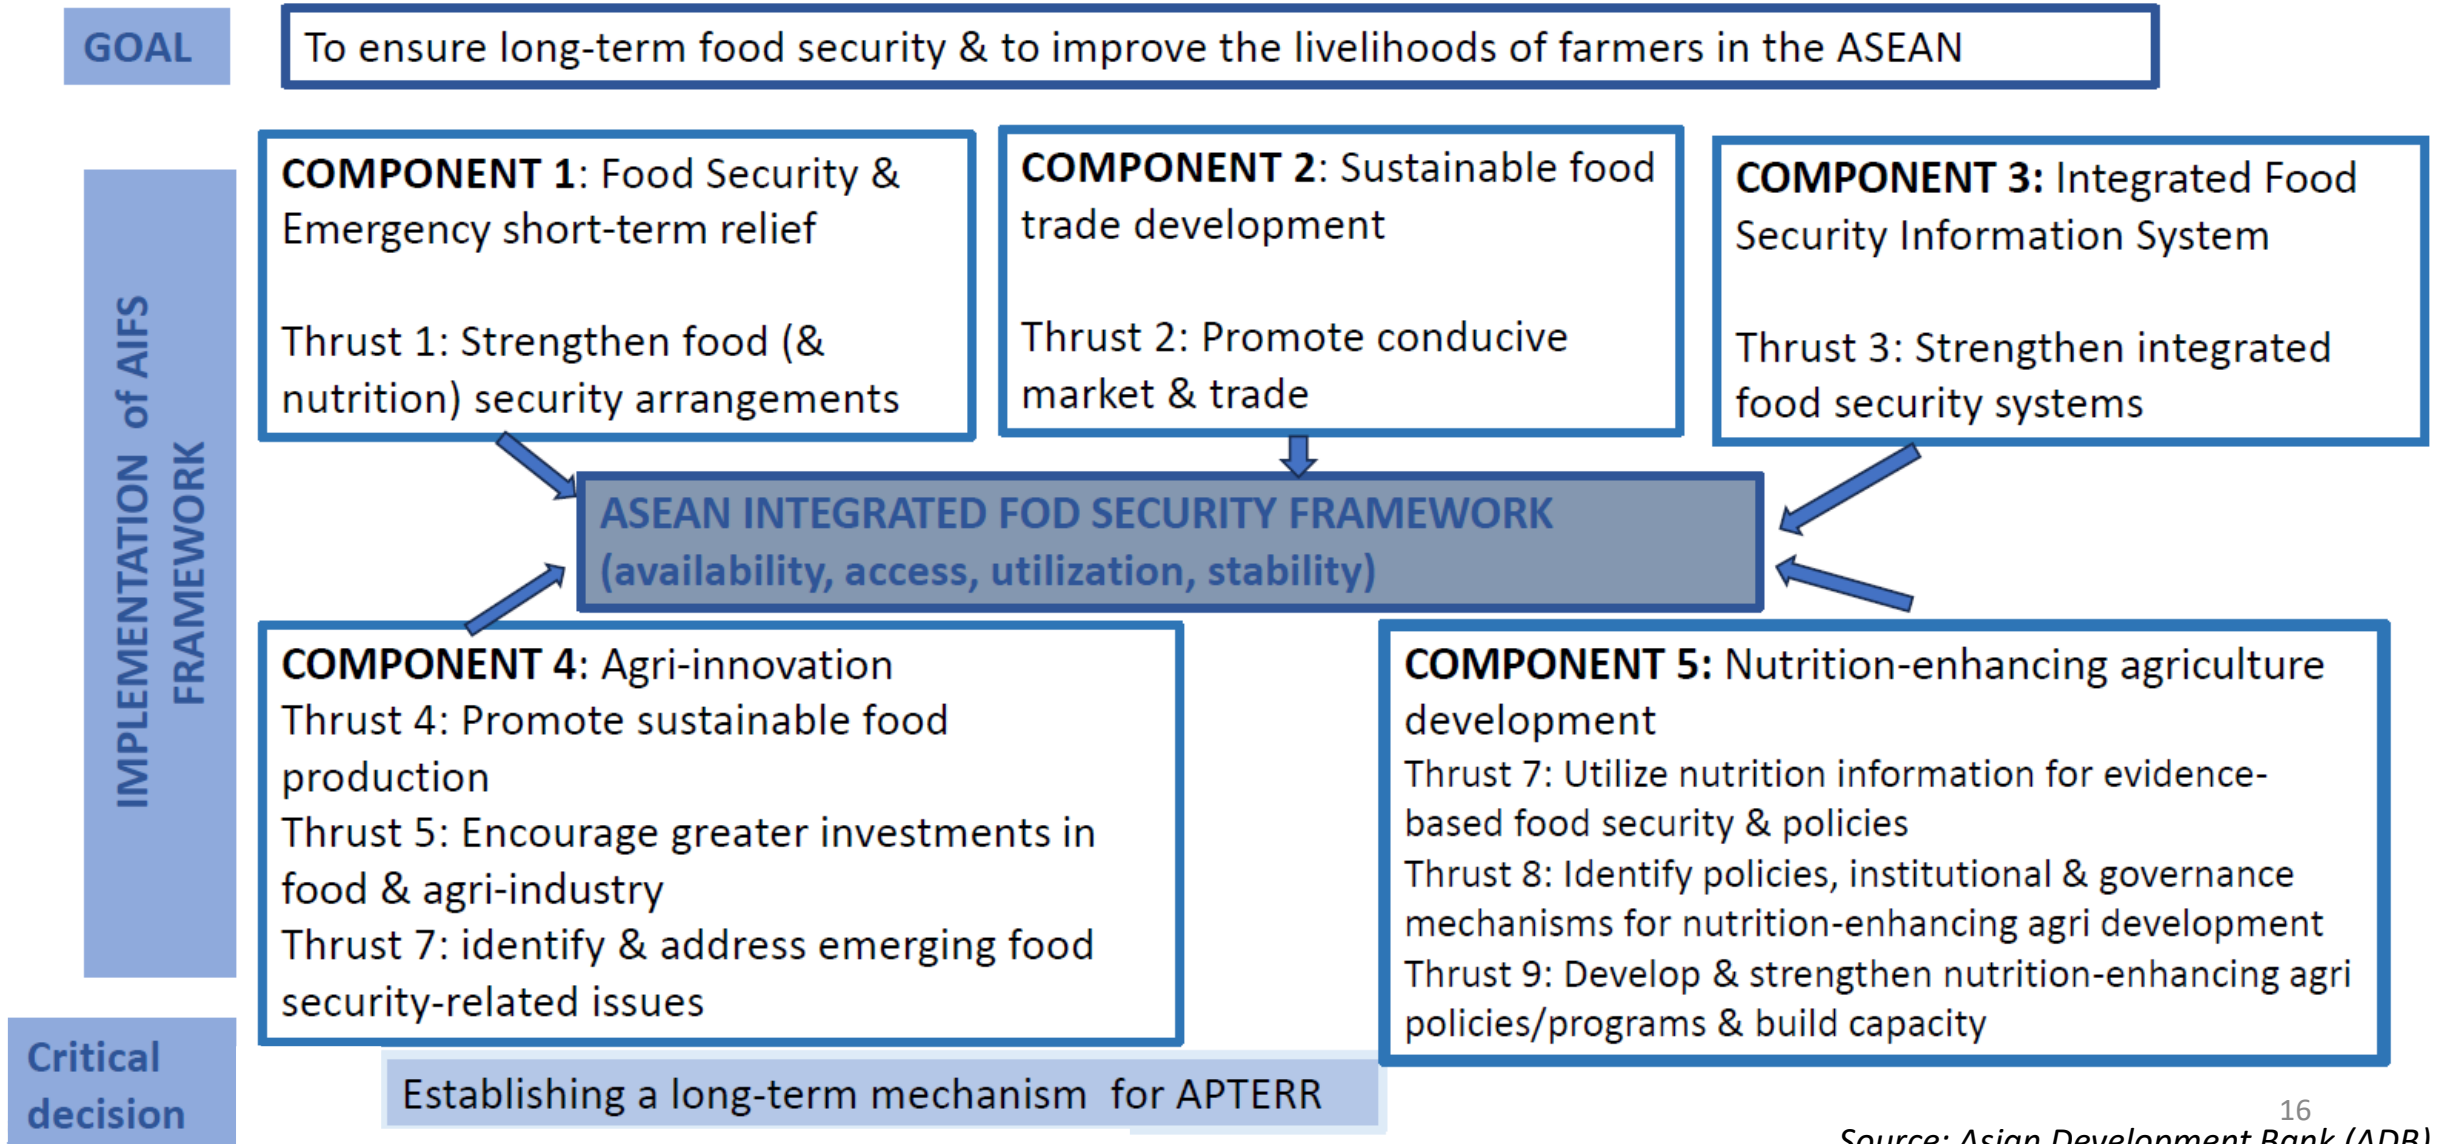 GOAL
To ensure long-term food security & to improve the livelihoods of farmers in the ASEAN
IMPLEMENTATION of AIFS
FRAMEWORK
COMPONENT 1: Food Security &
Emergency short-term relief
Thrust 1: Strengthen food (&
nutrition) security arrangements
COMPONENT 2: Sustainable food
trade development
Thrust 2: Promote conducive
market & trade
COMPONENT 3: Integrated Food
Security Information System
Thrust 3: Strengthen integrated
food security systems
ASEAN INTEGRATED FOD SECURITY FRAMEWORK
(availability, access, utilization, stability)
COMPONENT 4: Agri-innovation
Thrust 4: Promote sustainable food
production
Thrust 5: Encourage greater investments in
food & agri-industry
Thrust 7: identify & address emerging food
security-related issues
COMPONENT 5: Nutrition-enhancing agriculture
development
Thrust 7: Utilize nutrition information for evidence-
based food security & policies
Thrust 8: Identify policies, institutional & governance
mechanisms for nutrition-enhancing agri development
Thrust 9: Develop & strengthen nutrition-enhancing agri
policies/programs & build capacity
Critical
decision
Establishing a long-term mechanism for APTERR
16
Source: Asian Development Bank (ADB)